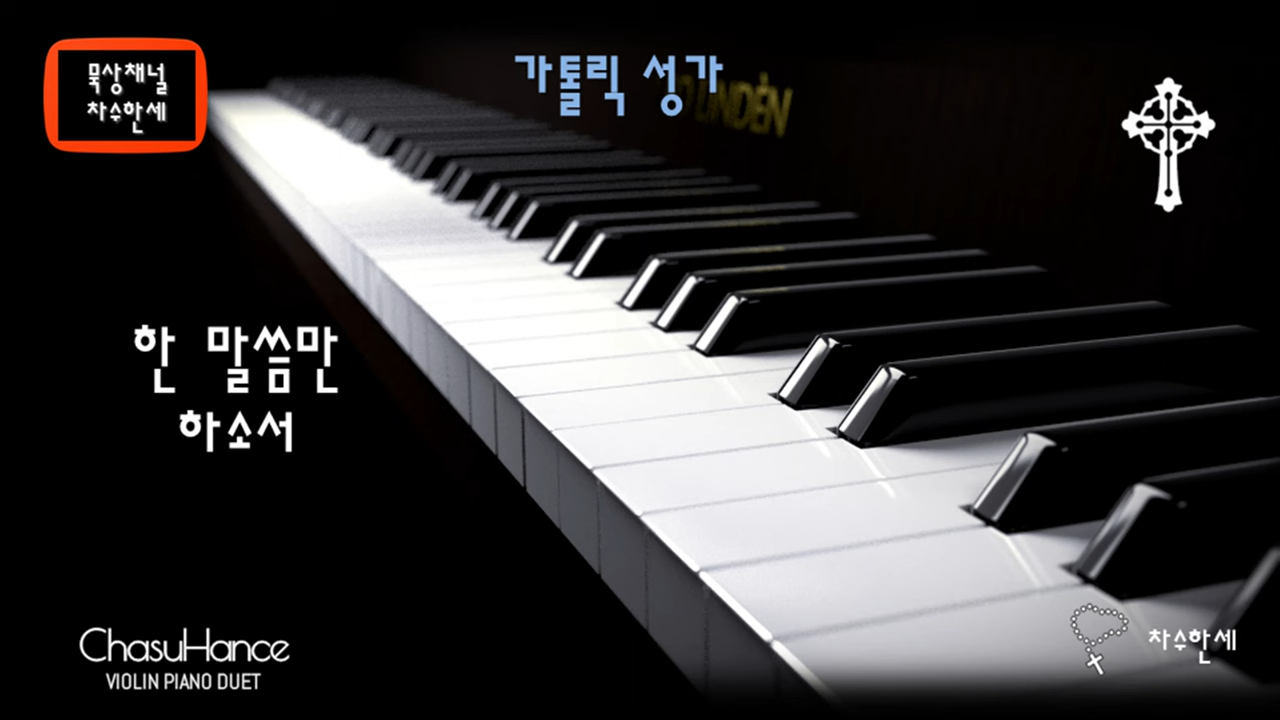 묵상채널
차수한세
가톨릭 성가
한 말씀만
하소서
ChasuHance
VIOLIN PIANO DUET
차수한세